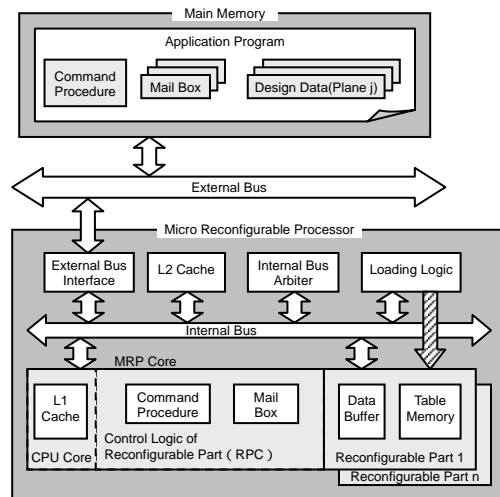 Main Memory
Application Program
Command
Procedure
Mail Box
Design Data(Plane j)
External Bus
Micro Reconfigurable Processor
External Bus
Interface
L2 Cache
Internal Bus
Arbiter
Loading Logic
Internal Bus
MRP Core
L1
Cache
CPU Core
Command
Procedure
Mail
Box
Control Logic of
Reconfigurable Part ( RPC )
Data
Buffer
Table
Memory
Reconfigurable Part 1
Reconfigurable Part n